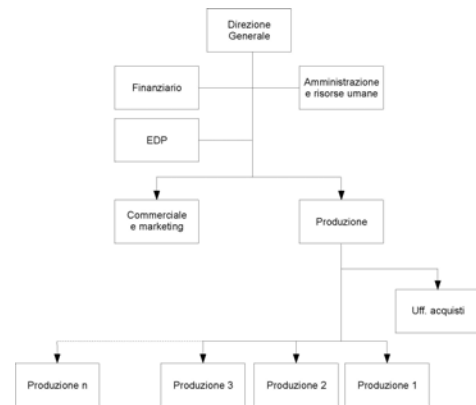 Direzione
Generale
Finanziario
Amministrazione
e risorse umane
EDP
Commerciale
e marketing
Produzione
Uff. acquisti
Produzione n
Produzione 3
Produzione 2
Produzione 1